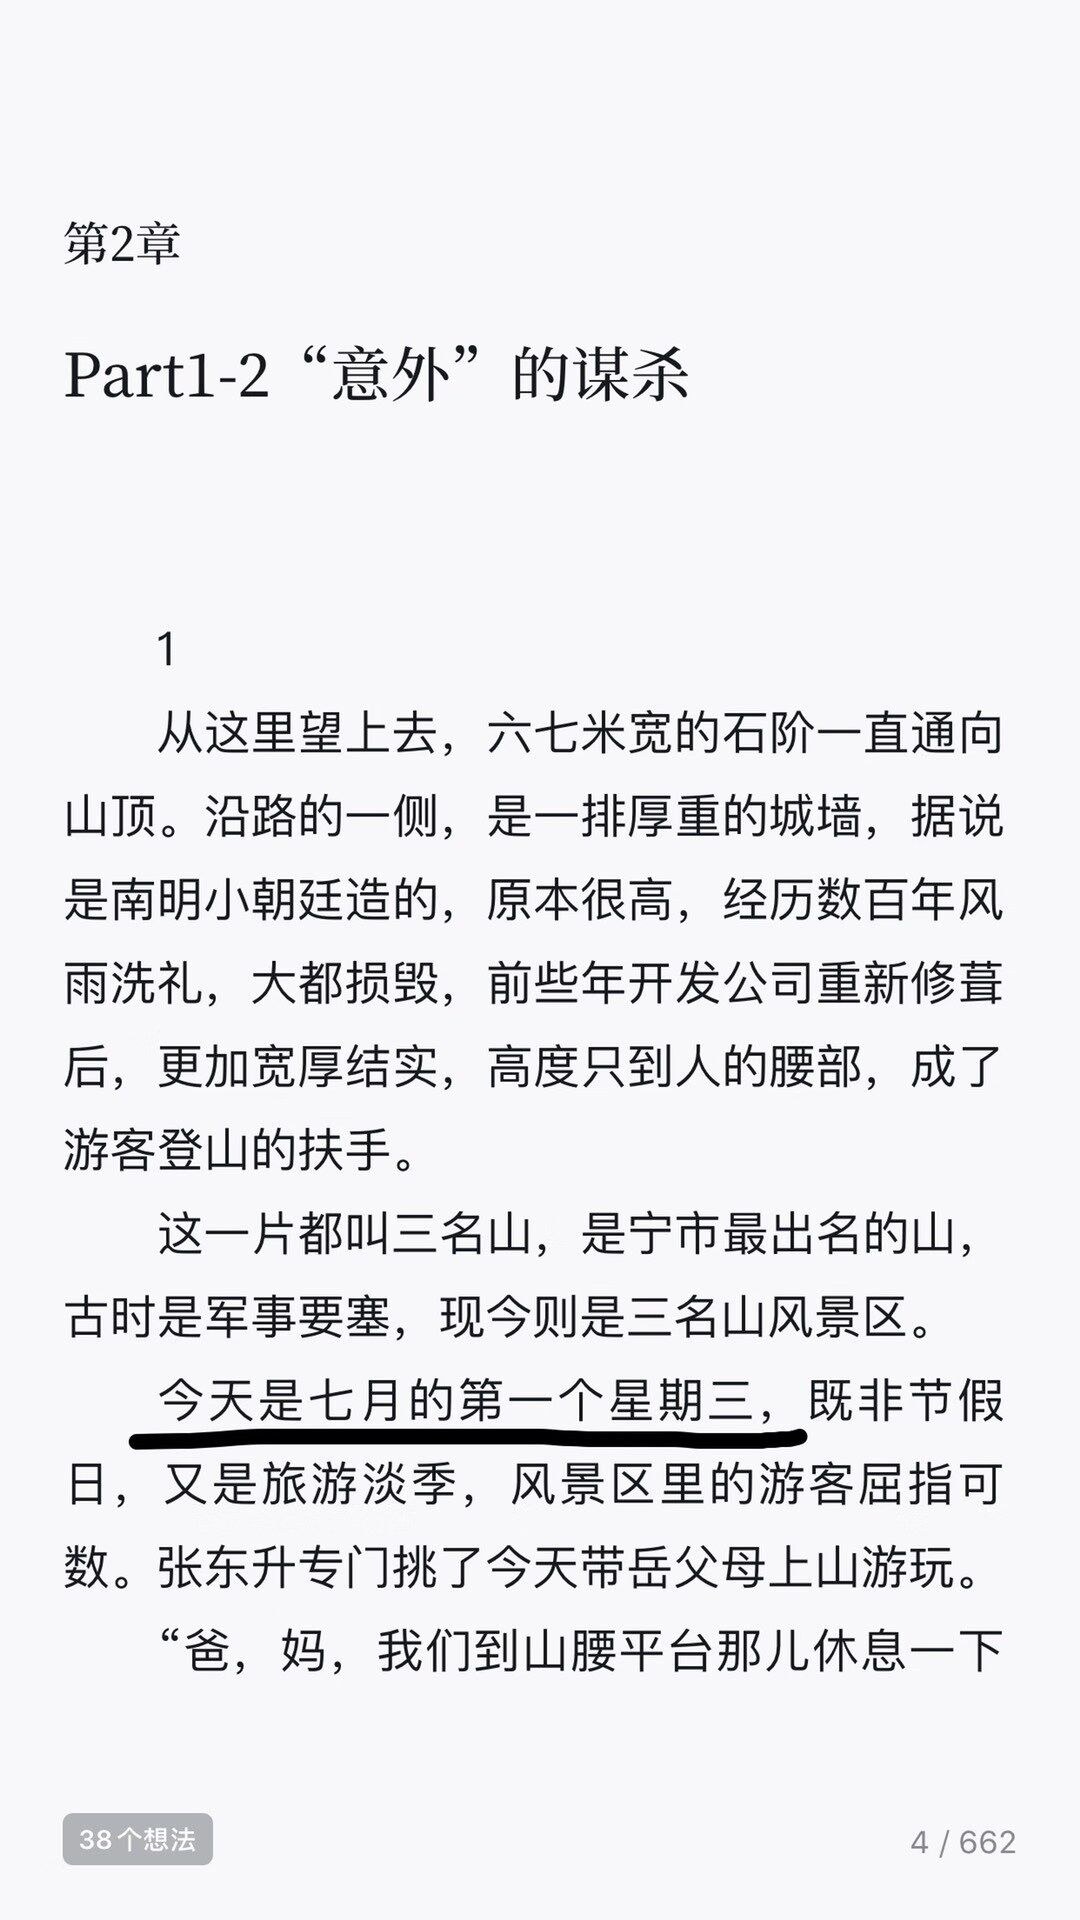 第2章
Part1-2“意外”的谋杀
1
从这里望上去，六七米宽的石阶一直通向
山顶。沿路的一侧，是一排厚重的城墙，据说
是南明小朝廷造的，原本很高，经历数百年风
雨洗礼，大都损毁，前些年开发公司重新修葺
后，更加宽厚结实，高度只到人的腰部，成了
游客登山的扶手。
这一片都叫三名山，是宁市最出名的山，
古时是军事要塞，现今则是三名山风景区。
今天是七月的第一个星期三，既非节假
日，又是旅游淡季，风景区里的游客屈指可
数。张东升专门挑了今天带岳父母上山游玩。
“爸，妈，我们到山腰平台那儿休息一下
38个想法
4 / 662